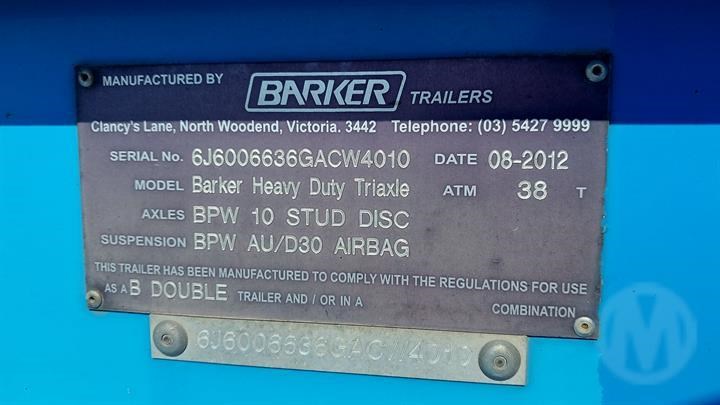 MANUFACTURED BY BARKER TRAILERS
Clancy's Lane, North Woodend, Victoria. 3442 Telephone: (03) 5427 9999
SERIAL No. 6J6006636GACW4010 DATE 08-2012
MODEL Barker Heavy Duty Triaxle ATM 38 T
AXLES BPW 10 STUD DISC
SUSPENSION BPW AU/D30 AIRBAG
THIS TRAILER HAS BEEN MANUFACTURED TO COMPLY WITH THE REGULATIONS FOR USE
AS A B DOUBLE TRAILER AND / OR IN A COMBINATION
6J6006636GACW4010
M